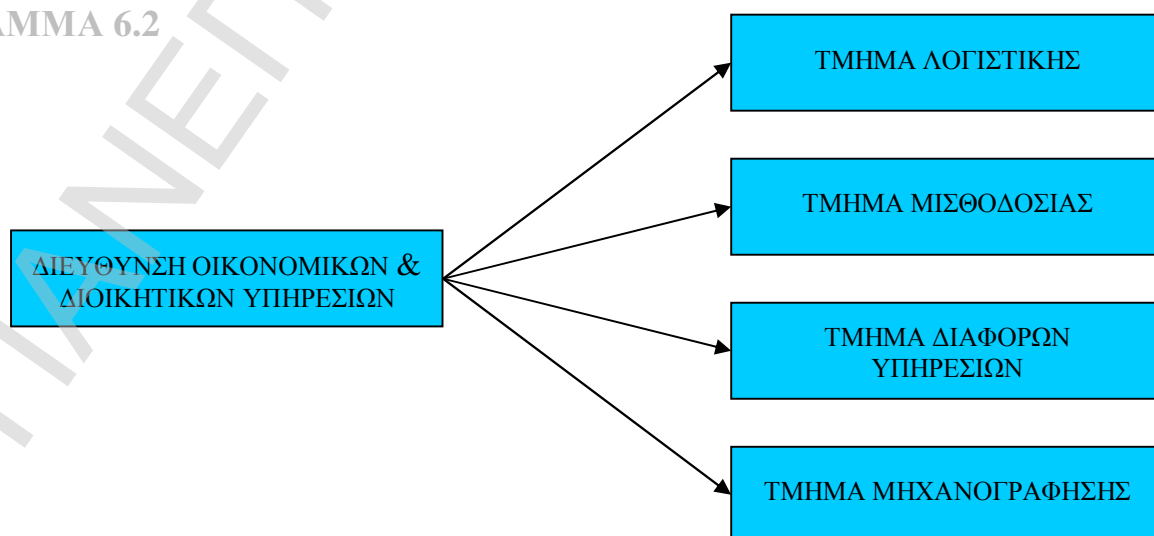 ΑΜΜΑ 6.2
ΤΜΗΜΑ ΛΟΓΙΣΤΙΚΗΣ
ΤΜΗΜΑ ΜΙΣΘΟΔΟΣΙΑΣ
ΔΙΕΥΘΥΝΣΗ ΟΙΚΟΝΟΜΙΚΩΝ &
ΔΙΟΙΚΗΤΙΚΩΝ ΥΠΗΡΕΣΙΩΝ
ΤΜΗΜΑ ΔΙΑΦΟΡΩΝ
ΥΠΗΡΕΣΙΩΝ
ΤΜΗΜΑ ΜΗΧΑΝΟΓΡΑΦΗΣΗΣ